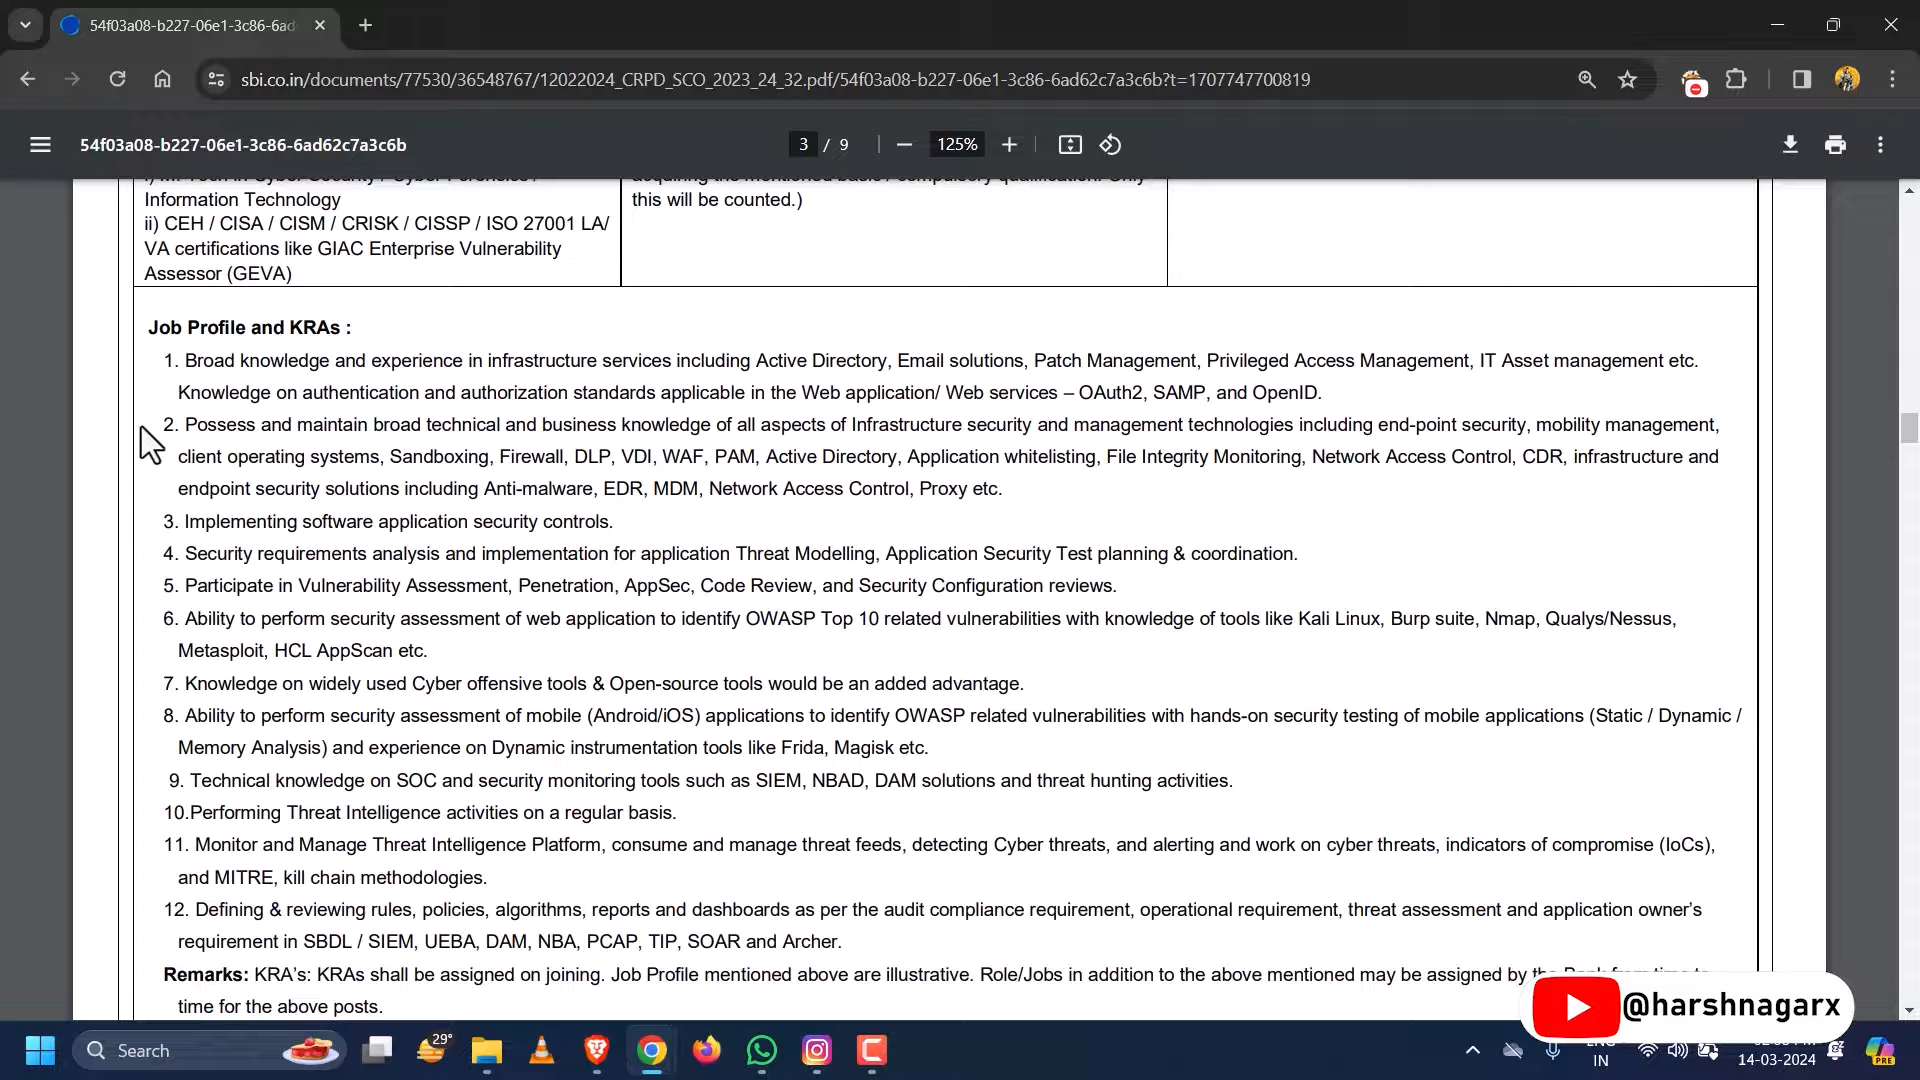 54f03a08-b227-06e1-3c86-6ad
sbi.co.in/documents/77530/36548767/12022024_CRPD_SCO_2023_24_32.pdf/54f03a08-b227-06e1-3c86-6ad62c7a3c6b?t=1707747700819
54f03a08-b227-06e1-3c86-6ad62c7a3c6b
3 / 9
125%
i) M. Tech in Cyber Security / Cyber Forensics /
Information Technology
ii) CEH / CISA / CISM / CRISK / CISSP / ISO 27001 LA/
VA certifications like GIAC Enterprise Vulnerability
Assessor (GEVA)
acquiring the mentioned basic / compulsory qualification. Only
this will be counted.)
Job Profile and KRAs :
1. Broad knowledge and experience in infrastructure services including Active Directory, Email solutions, Patch Management, Privileged Access Management, IT Asset management etc.
Knowledge on authentication and authorization standards applicable in the Web application/ Web services – OAuth2, SAMP, and OpenID.
2. Possess and maintain broad technical and business knowledge of all aspects of Infrastructure security and management technologies including end-point security, mobility management,
client operating systems, Sandboxing, Firewall, DLP, VDI, WAF, PAM, Active Directory, Application whitelisting, File Integrity Monitoring, Network Access Control, CDR, infrastructure and
endpoint security solutions including Anti-malware, EDR, MDM, Network Access Control, Proxy etc.
3. Implementing software application security controls.
4. Security requirements analysis and implementation for application Threat Modelling, Application Security Test planning & coordination.
5. Participate in Vulnerability Assessment, Penetration, AppSec, Code Review, and Security Configuration reviews.
6. Ability to perform security assessment of web application to identify OWASP Top 10 related vulnerabilities with knowledge of tools like Kali Linux, Burp suite, Nmap, Qualys/Nessus,
Metasploit, HCL AppScan etc.
7. Knowledge on widely used Cyber offensive tools & Open-source tools would be an added advantage.
8. Ability to perform security assessment of mobile (Android/iOS) applications to identify OWASP related vulnerabilities with hands-on security testing of mobile applications (Static / Dynamic /
Memory Analysis) and experience on Dynamic instrumentation tools like Frida, Magisk etc.
9. Technical knowledge on SOC and security monitoring tools such as SIEM, NBAD, DAM solutions and threat hunting activities.
10.Performing Threat Intelligence activities on a regular basis.
11. Monitor and Manage Threat Intelligence Platform, consume and manage threat feeds, detecting Cyber threats, and alerting and work on cyber threats, indicators of compromise (IoCs),
and MITRE, kill chain methodologies.
12. Defining & reviewing rules, policies, algorithms, reports and dashboards as per the audit compliance requirement, operational requirement, threat assessment and application owner's
requirement in SBDL / SIEM, UEBA, DAM, NBA, PCAP, TIP, SOAR and Archer.
Remarks: KRA's: KRAs shall be assigned on joining. Job Profile mentioned above are illustrative. Role/Jobs in addition to the above mentioned may be assigned by the Bank from time to
time for the above posts.
@harshnagarx
Search
29°
IN
14-03-2024
PRE